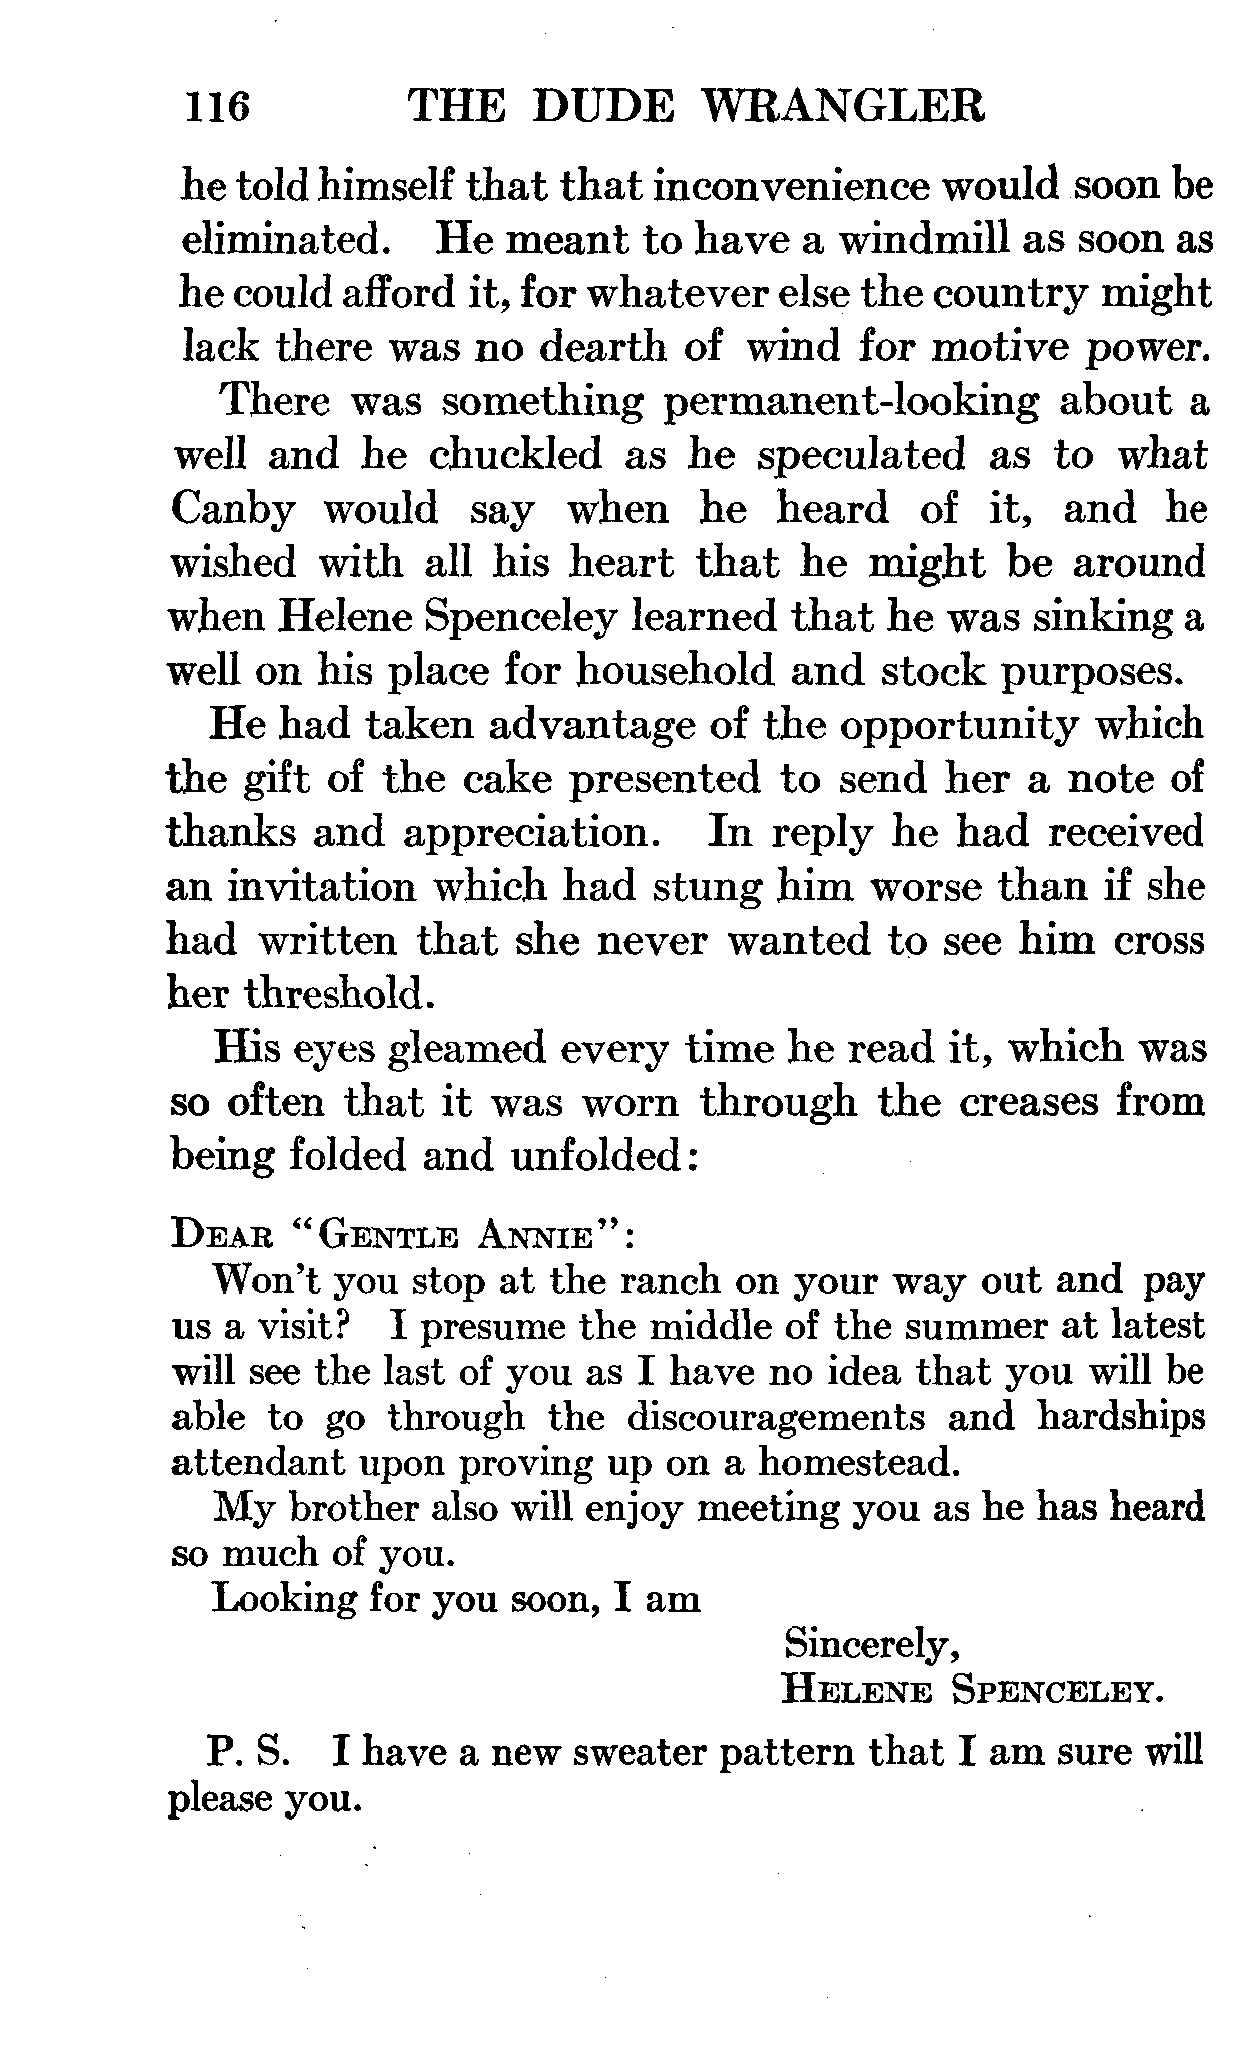 116 THE DUDE WRANGLER
he told himself that that inconvenience would soon be
eliminated. He meant to have a windmill as soon as
he could afford it, for whatever else the country might
lack there was no dearth of wind for motive power.
There was something permanent-looking about a
well and he chuckled as he speculated as to what
Canby would say when he heard of it, and he
wished with all his heart that he might be around
when Helene Spenceley learned that he was sinking a
well on his place for household and stock purposes.
He had taken advantage of the opportunity which
the gift of the cake presented to send her a note of
thanks and appreciation. In reply he had received
an invitation which had stung him worse than if she
had written that she never wanted to see him cross
her threshold.
His eyes gleamed every time he read it, which was
so often that it was worn through the creases from
being folded and unfolded:
DEAR "GENTLE ANNIE":
Won't you stop at the ranch on your way out and pay
us a visit? I presume the middle of the summer at latest
will see the last of you as I have no idea that you will be
able to go through the discouragements and hardships
attendant upon proving up on a homestead.
My brother also will enjoy meeting you as he has heard
so much of you.
Looking for you soon, I am
Sincerely,
HELENE SPENCELEY.
P. S. I have a new sweater pattern that I am sure will
please you.